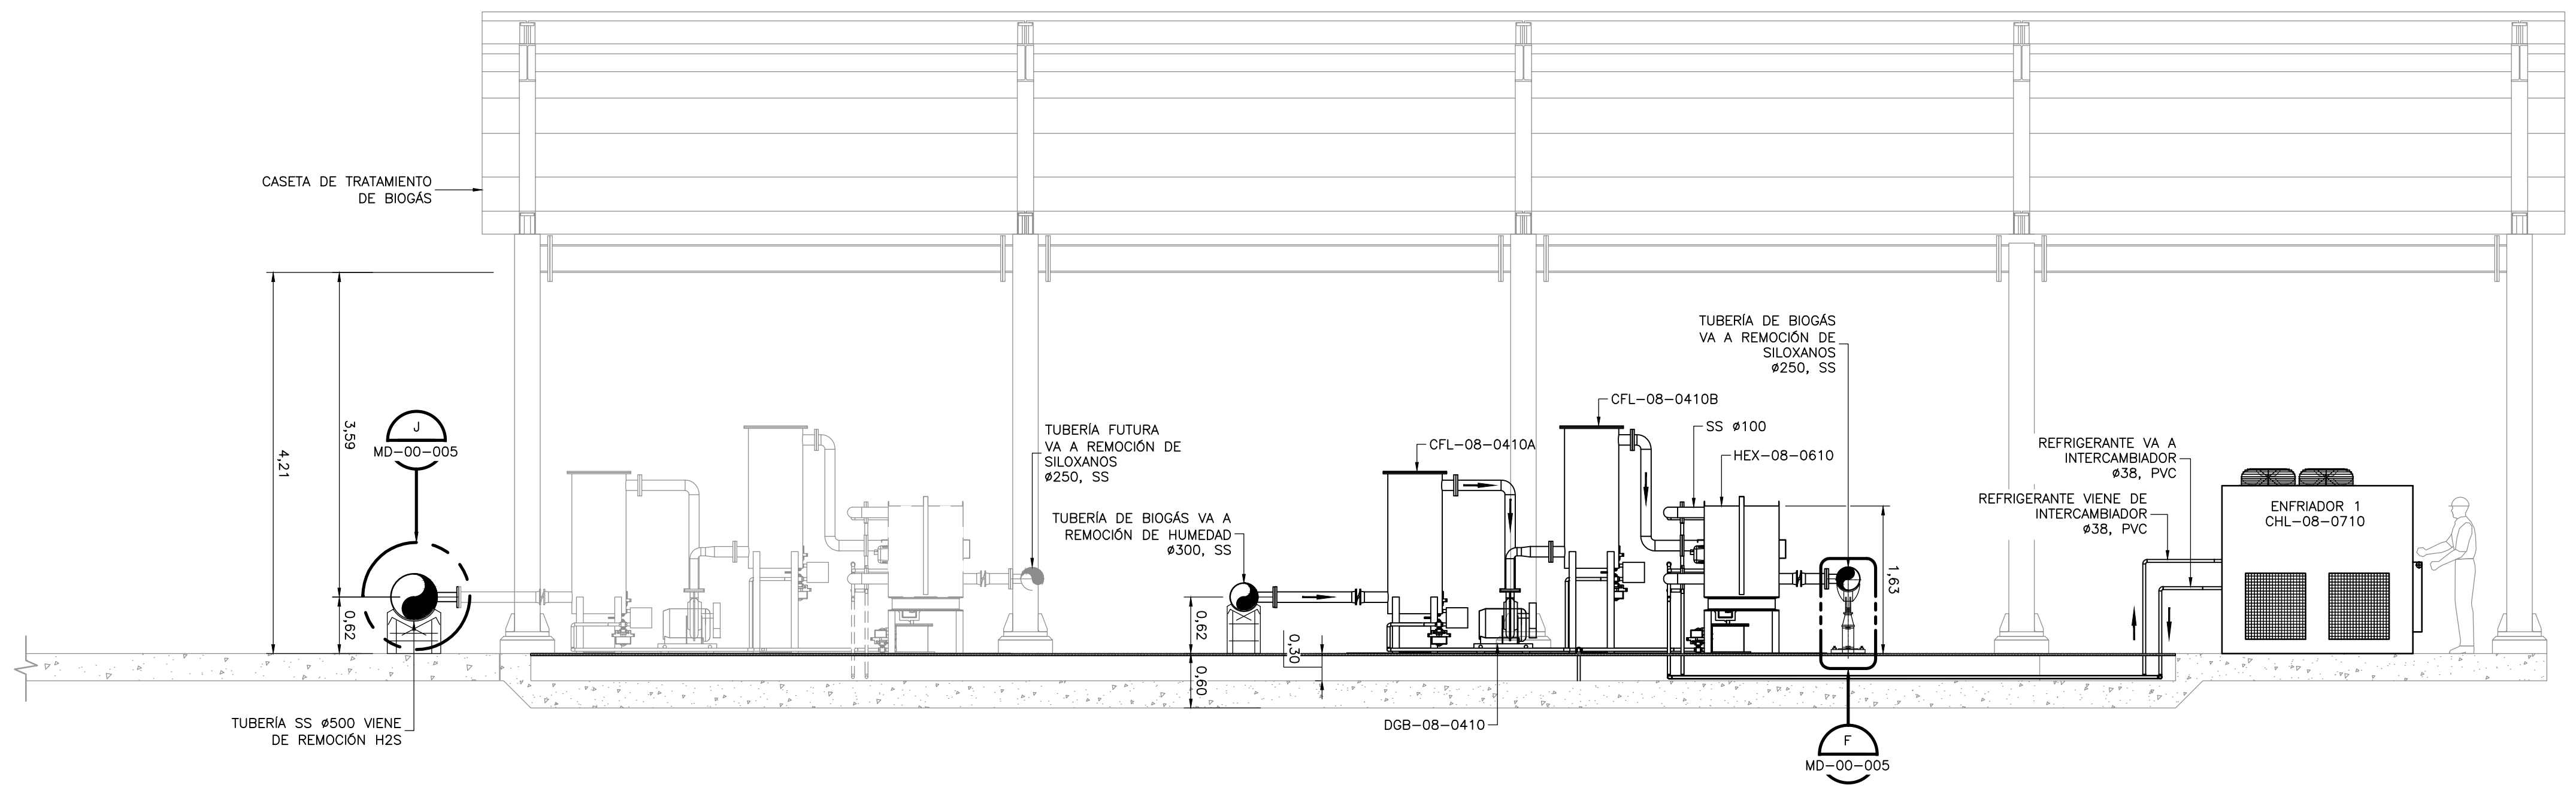 CASETA DE TRATAMIENTO
DE BIOGÁS
4,21
3,59
0,62
J
MD-00-005
TUBERÍA SS ø500 VIENE
DE REMOCIÓN H2S
TUBERÍA FUTURA
VA A REMOCIÓN DE
SILOXANOS
ø250, SS
TUBERÍA DE BIOGÁS VA A
REMOCIÓN DE HUMEDAD
ø300, SS
0,62
0,30
0,60
CFL-08-0410A
CFL-08-0410B
SS ø100
HEX-08-0610
DGB-08-0410
TUBERÍA DE BIOGÁS
VA A REMOCIÓN DE
SILOXANOS
ø250, SS
1,63
F
MD-00-005
REFRIGERANTE VA A
INTERCAMBIADOR
ø38, PVC
REFRIGERANTE VIENE DE
INTERCAMBIADOR
ø38, PVC
ENFRIADOR 1
CHL-08-0710